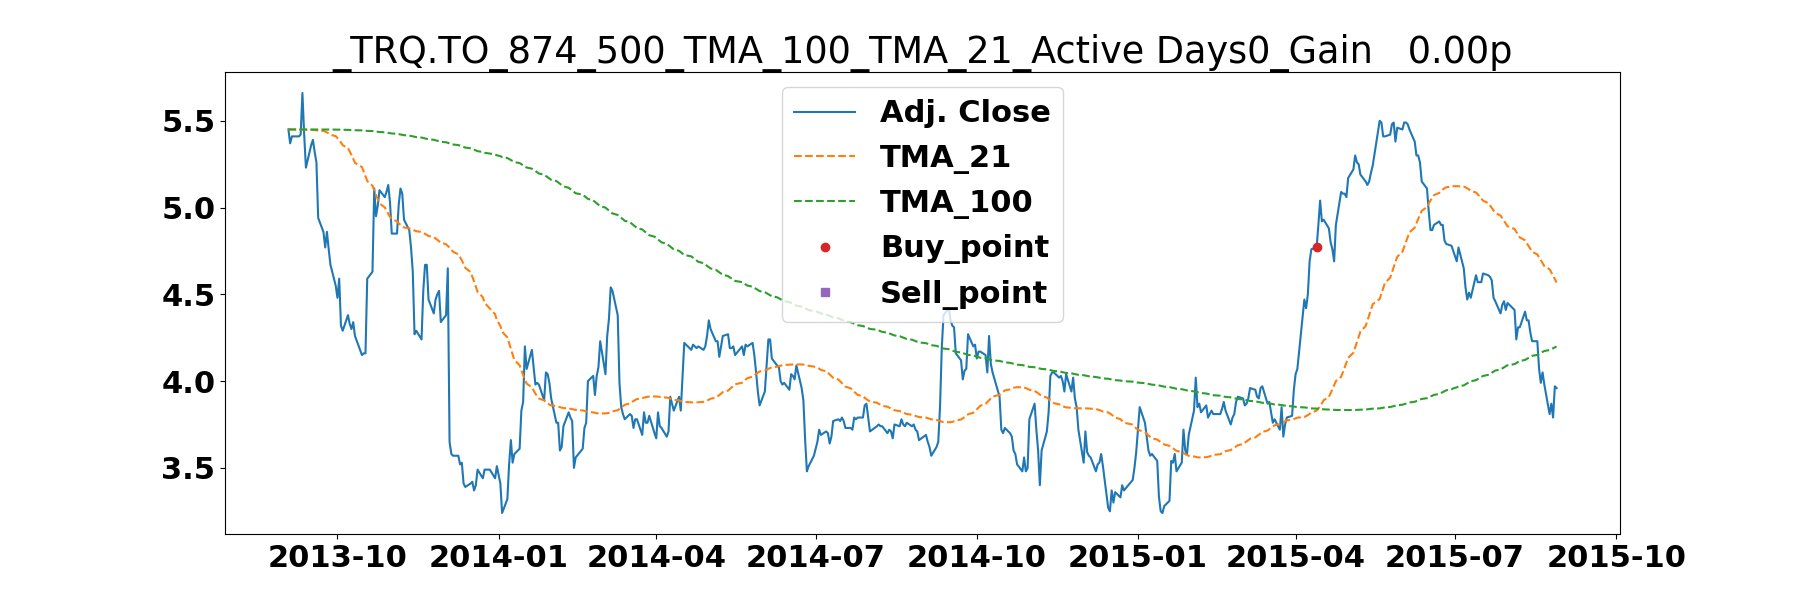 _TRQ.TO_874_500_TMA_100_TMA_21_Active Days0_Gain   0.00p
5.5
5.0
4.5
4.0
3.5
Adj. Close
TMA_21
TMA_100
Buy_point
Sell_point
2013-10 2014-01 2014-04 2014-07 2014-10 2015-01 2015-04 2015-07 2015-10